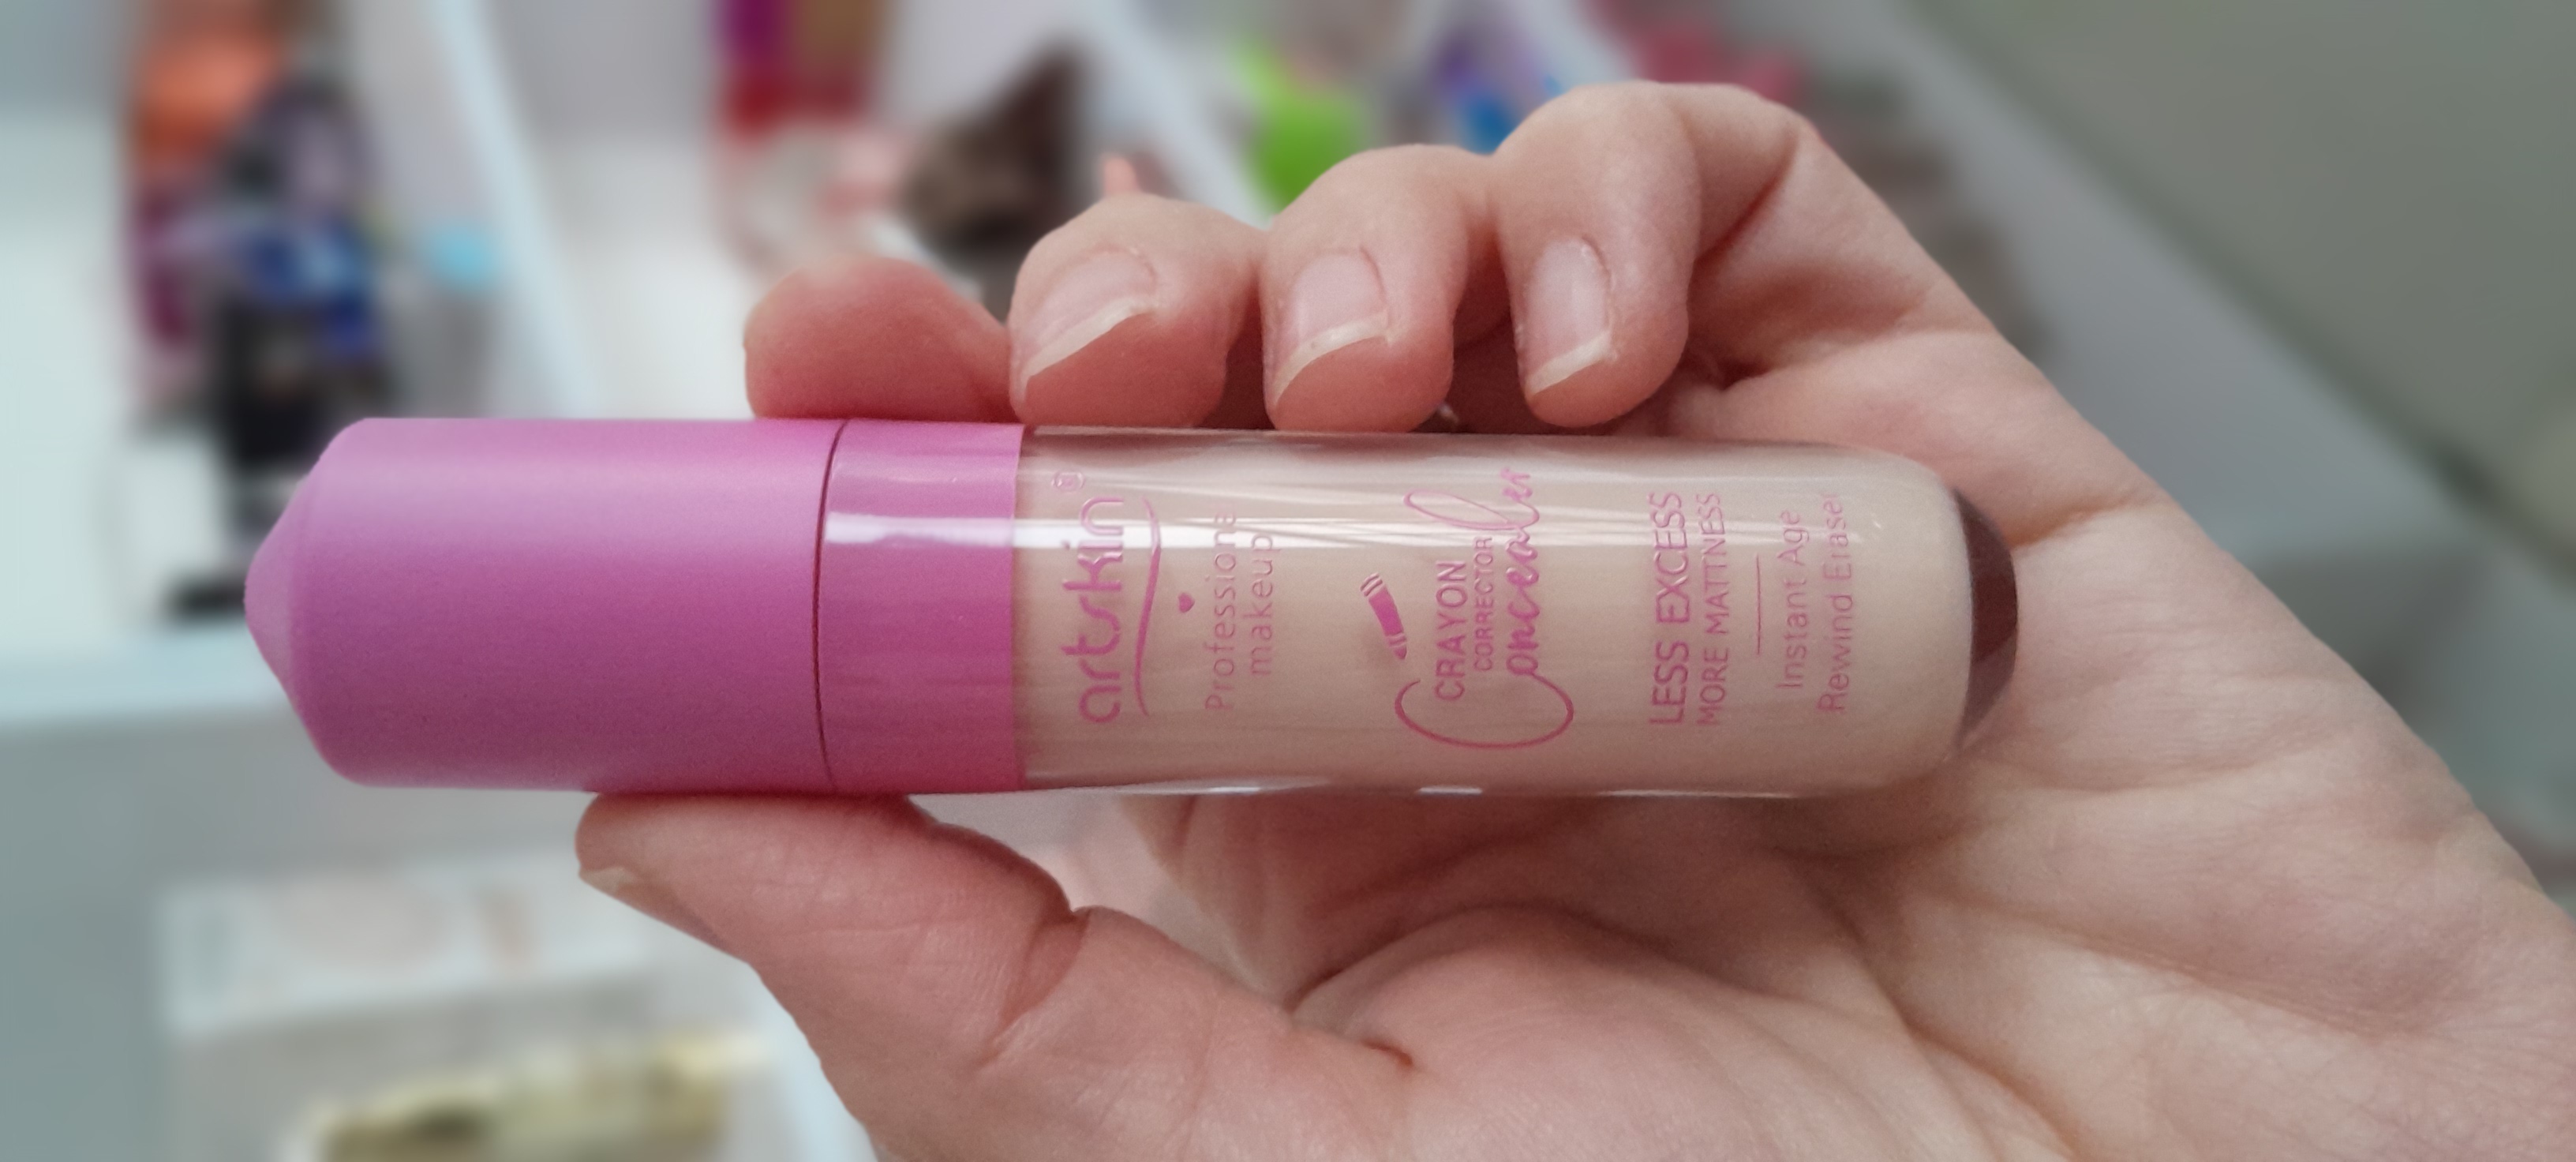 artskin®
Professional
makeup
CRAYON
CORRECTOR
Concealer
LESS EXCESS
MORE MATTNESS
Instant Age
Rewind Eraser